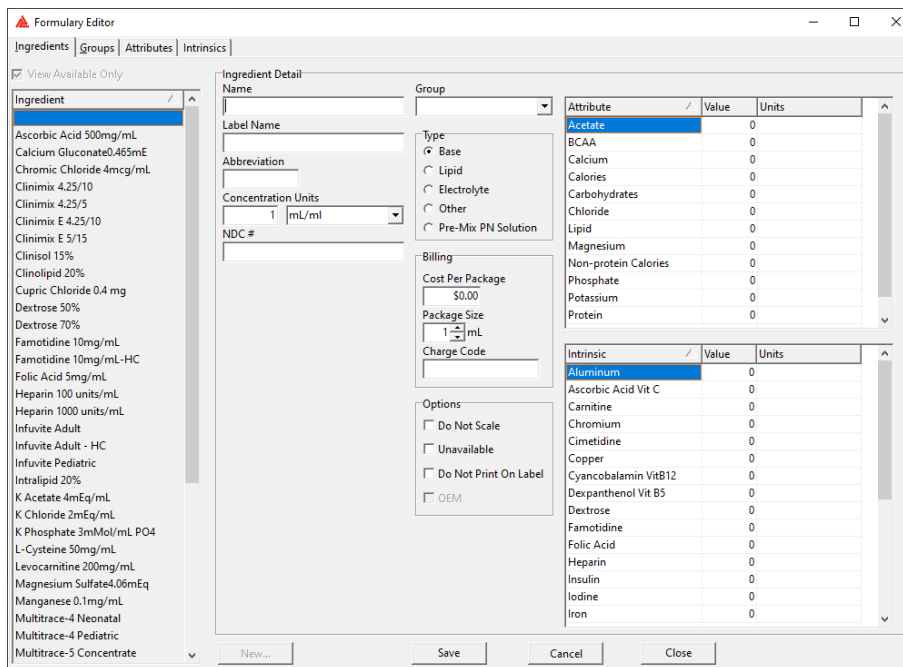 Formulary Editor
Ingredients Groups Attributes Intrinsics
View Available Only
Ingredient
Ascorbic Acid 500mg/mL
Calcium Gluconate0.465mE
Chromic Chloride 4mcg/mL
Clinimix 4.25/10
Clinimix 4.25/5
Clinimix E 4.25/10
Clinimix E 5/15
Clinisol 15%
Clinolipid 20%
Cupric Chloride 0.4 mg
Dextrose 50%
Dextrose 70%
Famotidine 10mg/mL
Famotidine 10mg/mL-HC
Folic Acid 5mg/mL
Heparin 100 units/mL
Heparin 1000 units/mL
Infuvite Adult
Infuvite Adult - HC
Infuvite Pediatric
Intralipid 20%
K Acetate 4mEq/mL
K Chloride 2mEq/mL
K Phosphate 3mMol/mL PO4
L-Cysteine 50mg/mL
Levocarnitine 200mg/mL
Magnesium Sulfate4.06mEq
Manganese 0.1mg/mL
Multitrace-4 Neonatal
Multitrace-4 Pediatric
Multitrace-5 Concentrate
Ingredient Detail
Name
Label Name
Abbreviation
Concentration Units
1 mL/ml
NDC #
Group
Type
Base
Lipid
Electrolyte
Other
Pre-Mix PN Solution
Billing
Cost Per Package
$0.00
Package Size
1 mL
Charge Code
Options
Do Not Scale
Unavailable
Do Not Print On Label
OEM
Attribute Value Units
Acetate 0
BCAA 0
Calcium 0
Calories 0
Carbohydrates 0
Chloride 0
Lipid 0
Magnesium 0
Non-protein Calories 0
Phosphate 0
Potassium 0
Protein 0
Intrinsic Value Units
Aluminum 0
Ascorbic Acid Vit C 0
Carnitine 0
Chromium 0
Cimetidine 0
Copper 0
Cyancobalamin VitB12 0
Dexpanthenol Vit B5 0
Dextrose 0
Famotidine 0
Folic Acid 0
Heparin 0
Insulin 0
Iodine 0
Iron 0
New... Save Cancel Close